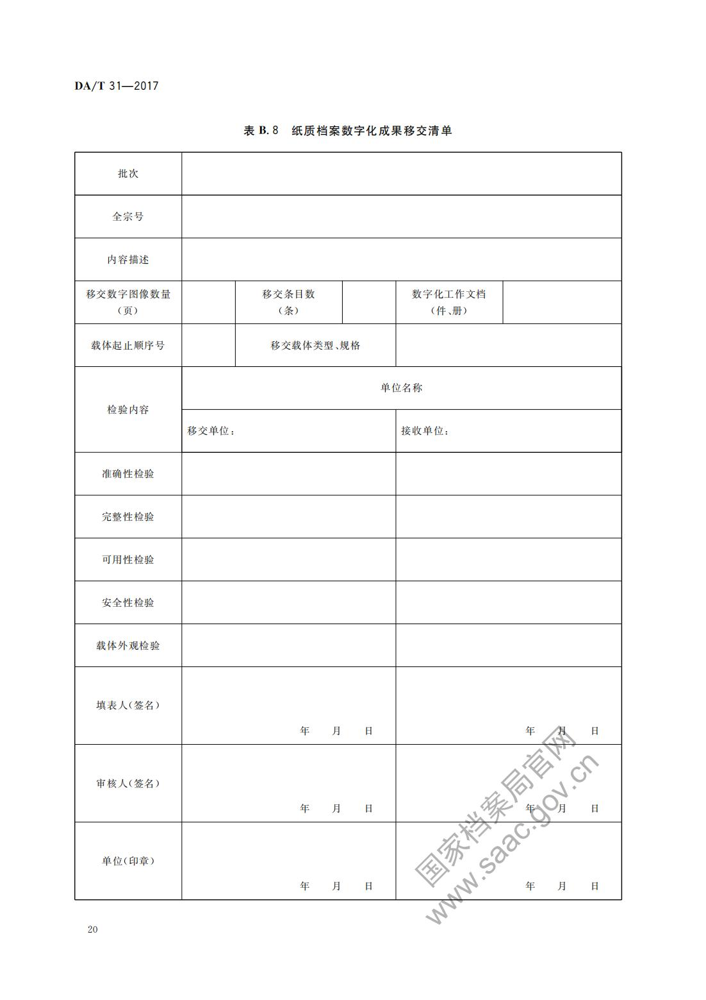 DA/T 31—2017
表 B.8 纸质档案数字化成果移交清单
批次
全宗号
内容描述
移交数字图像数量
（页）
移交条目数
（条）
数字化工作文档
（件、册）
载体起止顺序号
移交载体类型、规格
检验内容
单位名称
移交单位：
接收单位：
准确性检验
完整性检验
可用性检验
安全性检验
载体外观检验
填表人（签名）
年 月 日
年 月 日
审核人（签名）
年 月 日
年 月 日
单位（印章）
年 月 日
年 月 日
国家档案局官网
www.saac.gov.cn
20